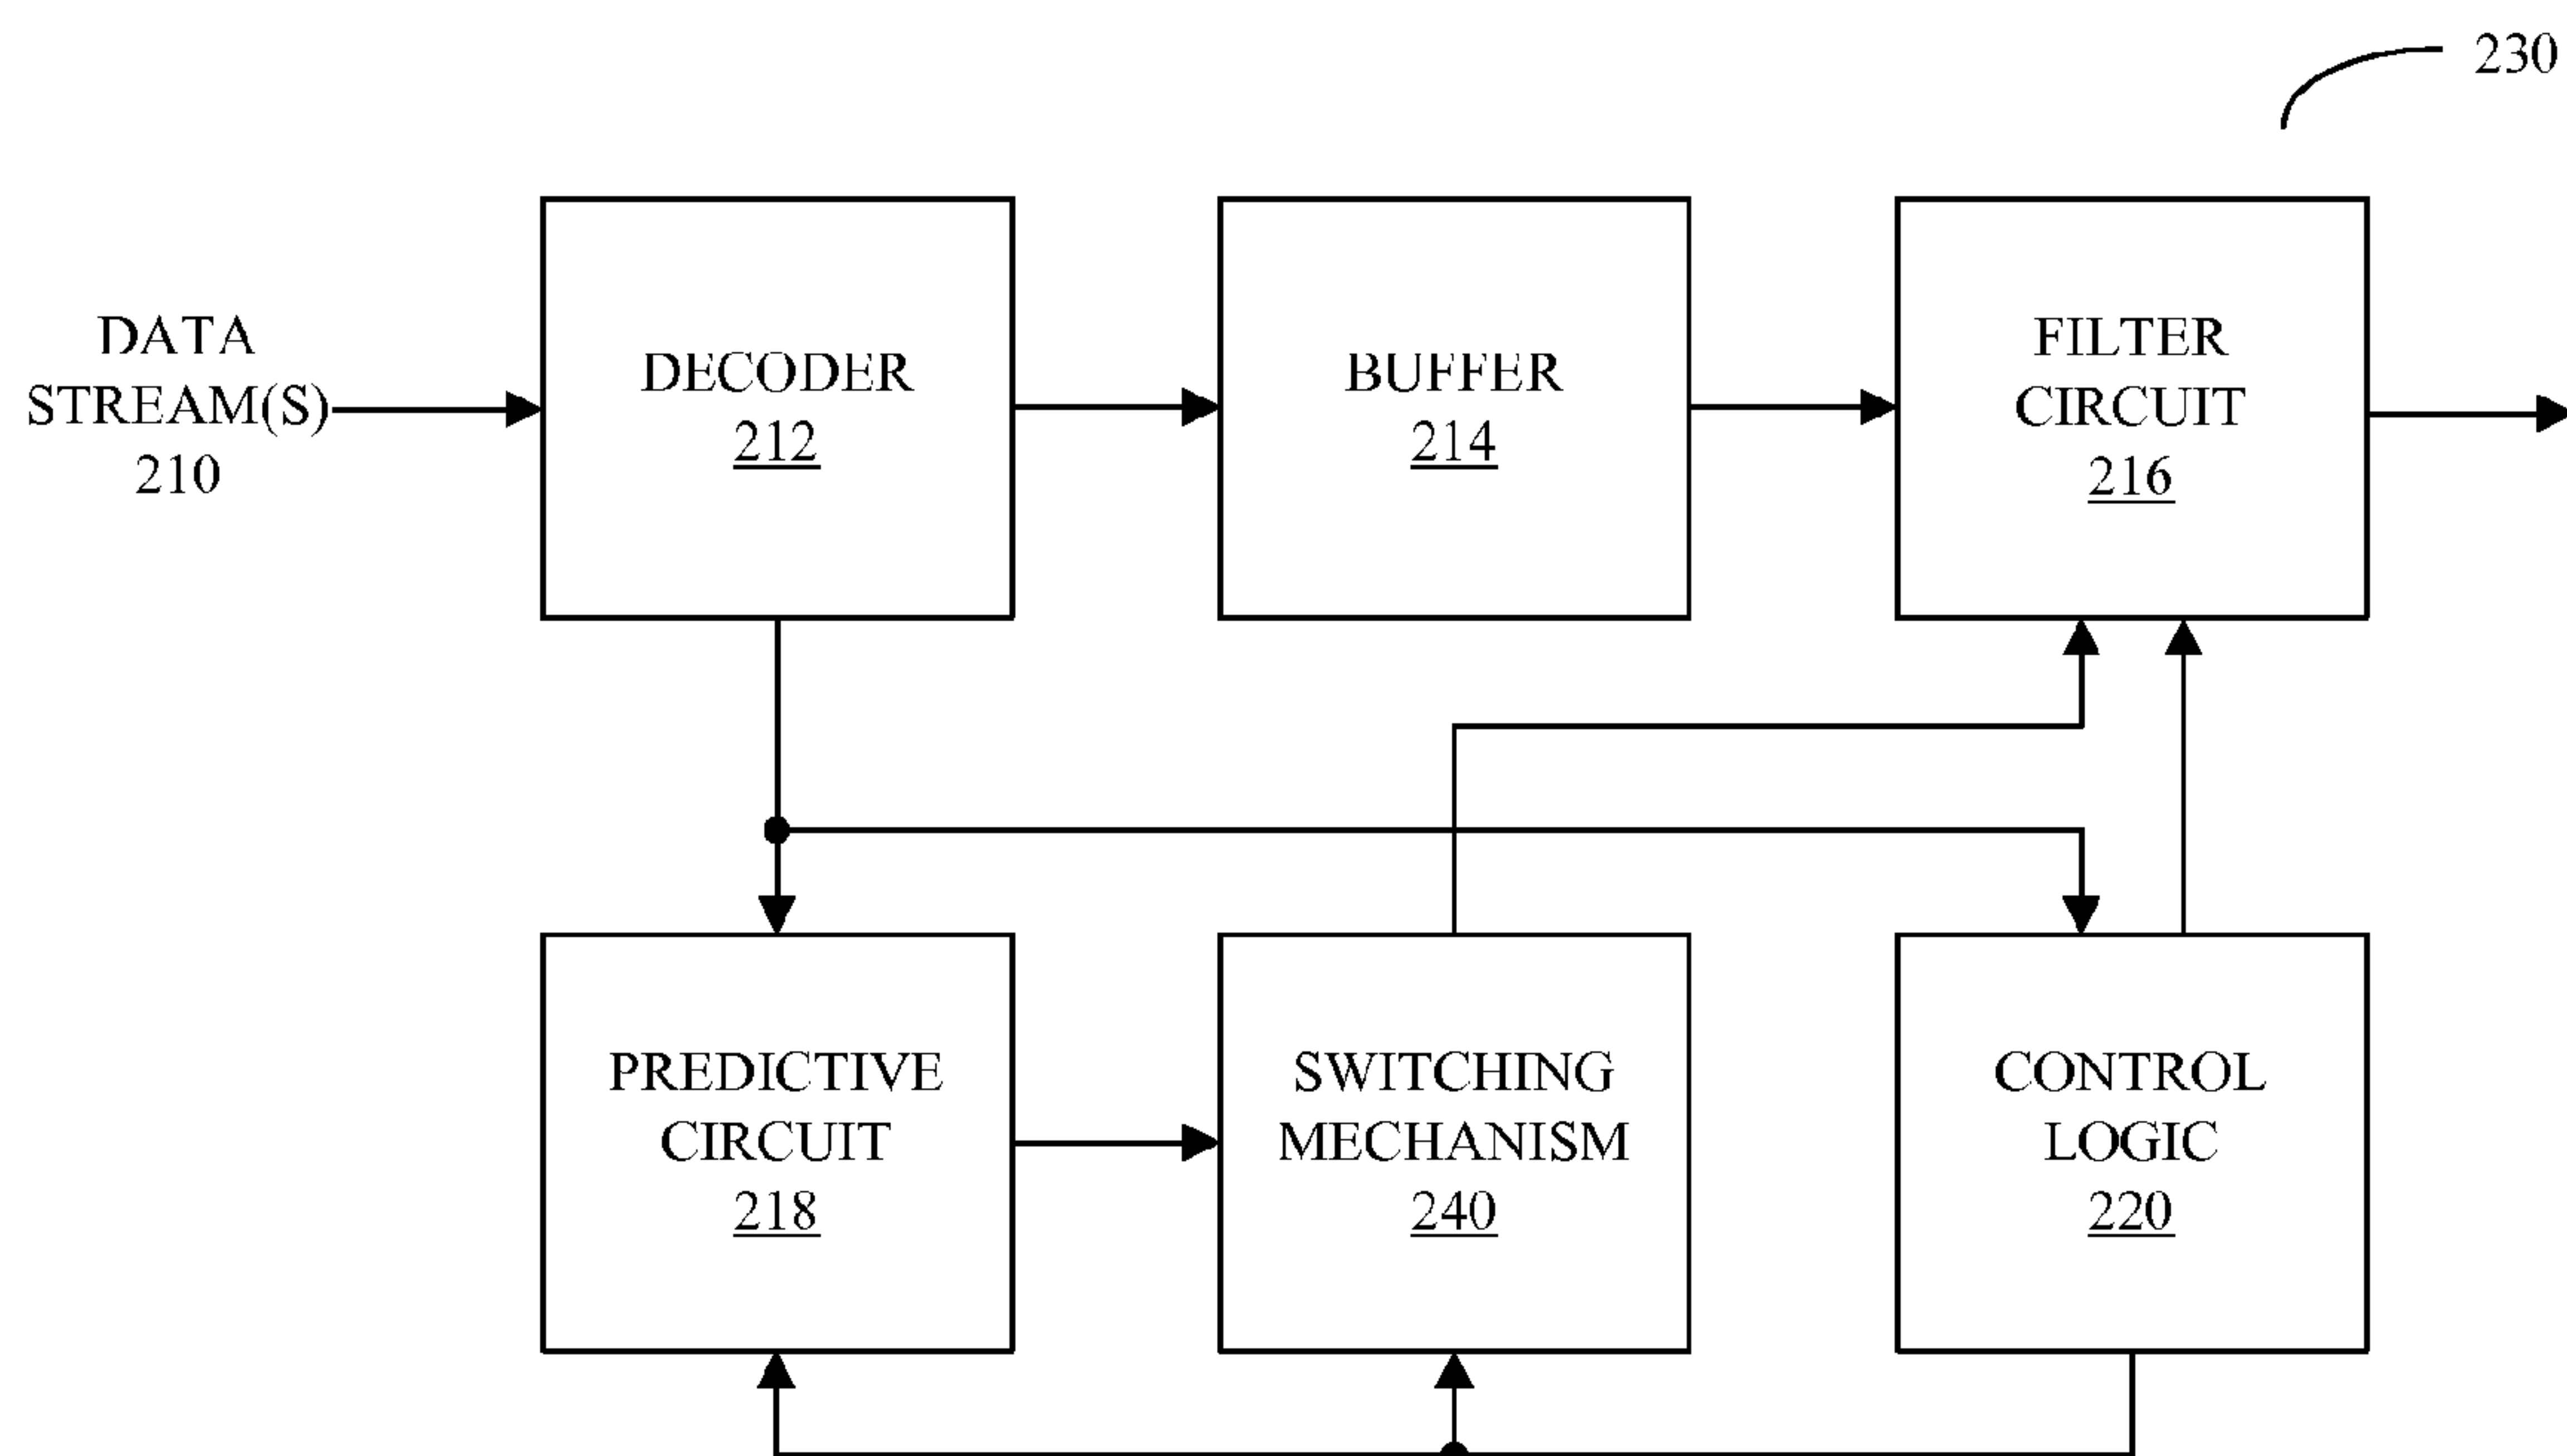 230
DATA
STREAM(S)
210
DECODER
212
BUFFER
214
FILTER
CIRCUIT
216
PREDICTIVE
CIRCUIT
218
SWITCHING
MECHANISM
240
CONTROL
LOGIC
220